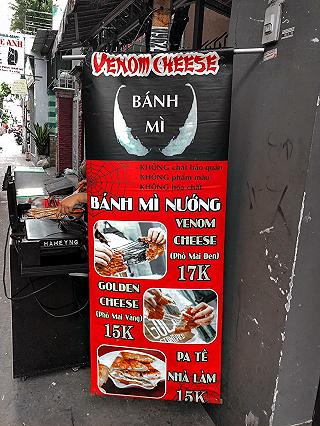 VENOM CHEESE
BÁNH
MÌ
- KHÔNG chất bảo quản
- KHÔNG phẩm màu
- KHÔNG hóa chất
BÁNH MÌ NƯỚNG
VENOM
CHEESE
(Phô Mai Đen)
17K
GOLDEN
CHEESE
(Phô Mai Vàng)
15K
PA TÊ
NHÀ LÀM
15K
HAHEYNG